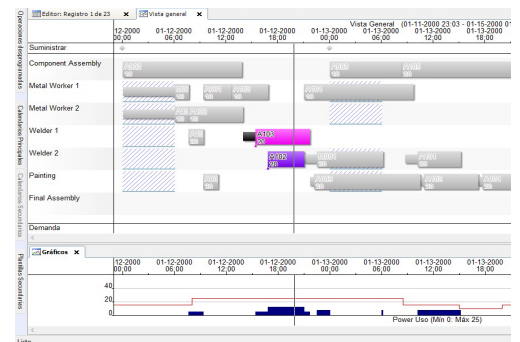 Editor: Registro 1 de 23
Vista general
Vista General (01-11-2000 23:03 - 01-15-2000 01
12-2000 01-12-2000 01-12-2000 01-12-2000 01-13-2000 01-13-2000 01-13-2000 01-13-2000
00:00 06:00 12:00 18:00 00:00 06:00 12:00 18:00
Operaciones desprogramadas
Calendarios Principales
Calendarios Secundarios
Planillas Secundarios
Suministrar
Component Assembly
Metal Worker 1
Metal Worker 2
Welder 1
A103
20
Welder 2
A102
20
Painting
Final Assembly
Demanda
Gráficos
12-2000 01-12-2000 01-12-2000 01-12-2000 01-13-2000 01-13-2000 01-13-2000 01-13-2000
00:00 06:00 12:00 18:00 00:00 06:00 12:00 18:00
40
20
0
Power Uso (Mín 0: Máx 25)